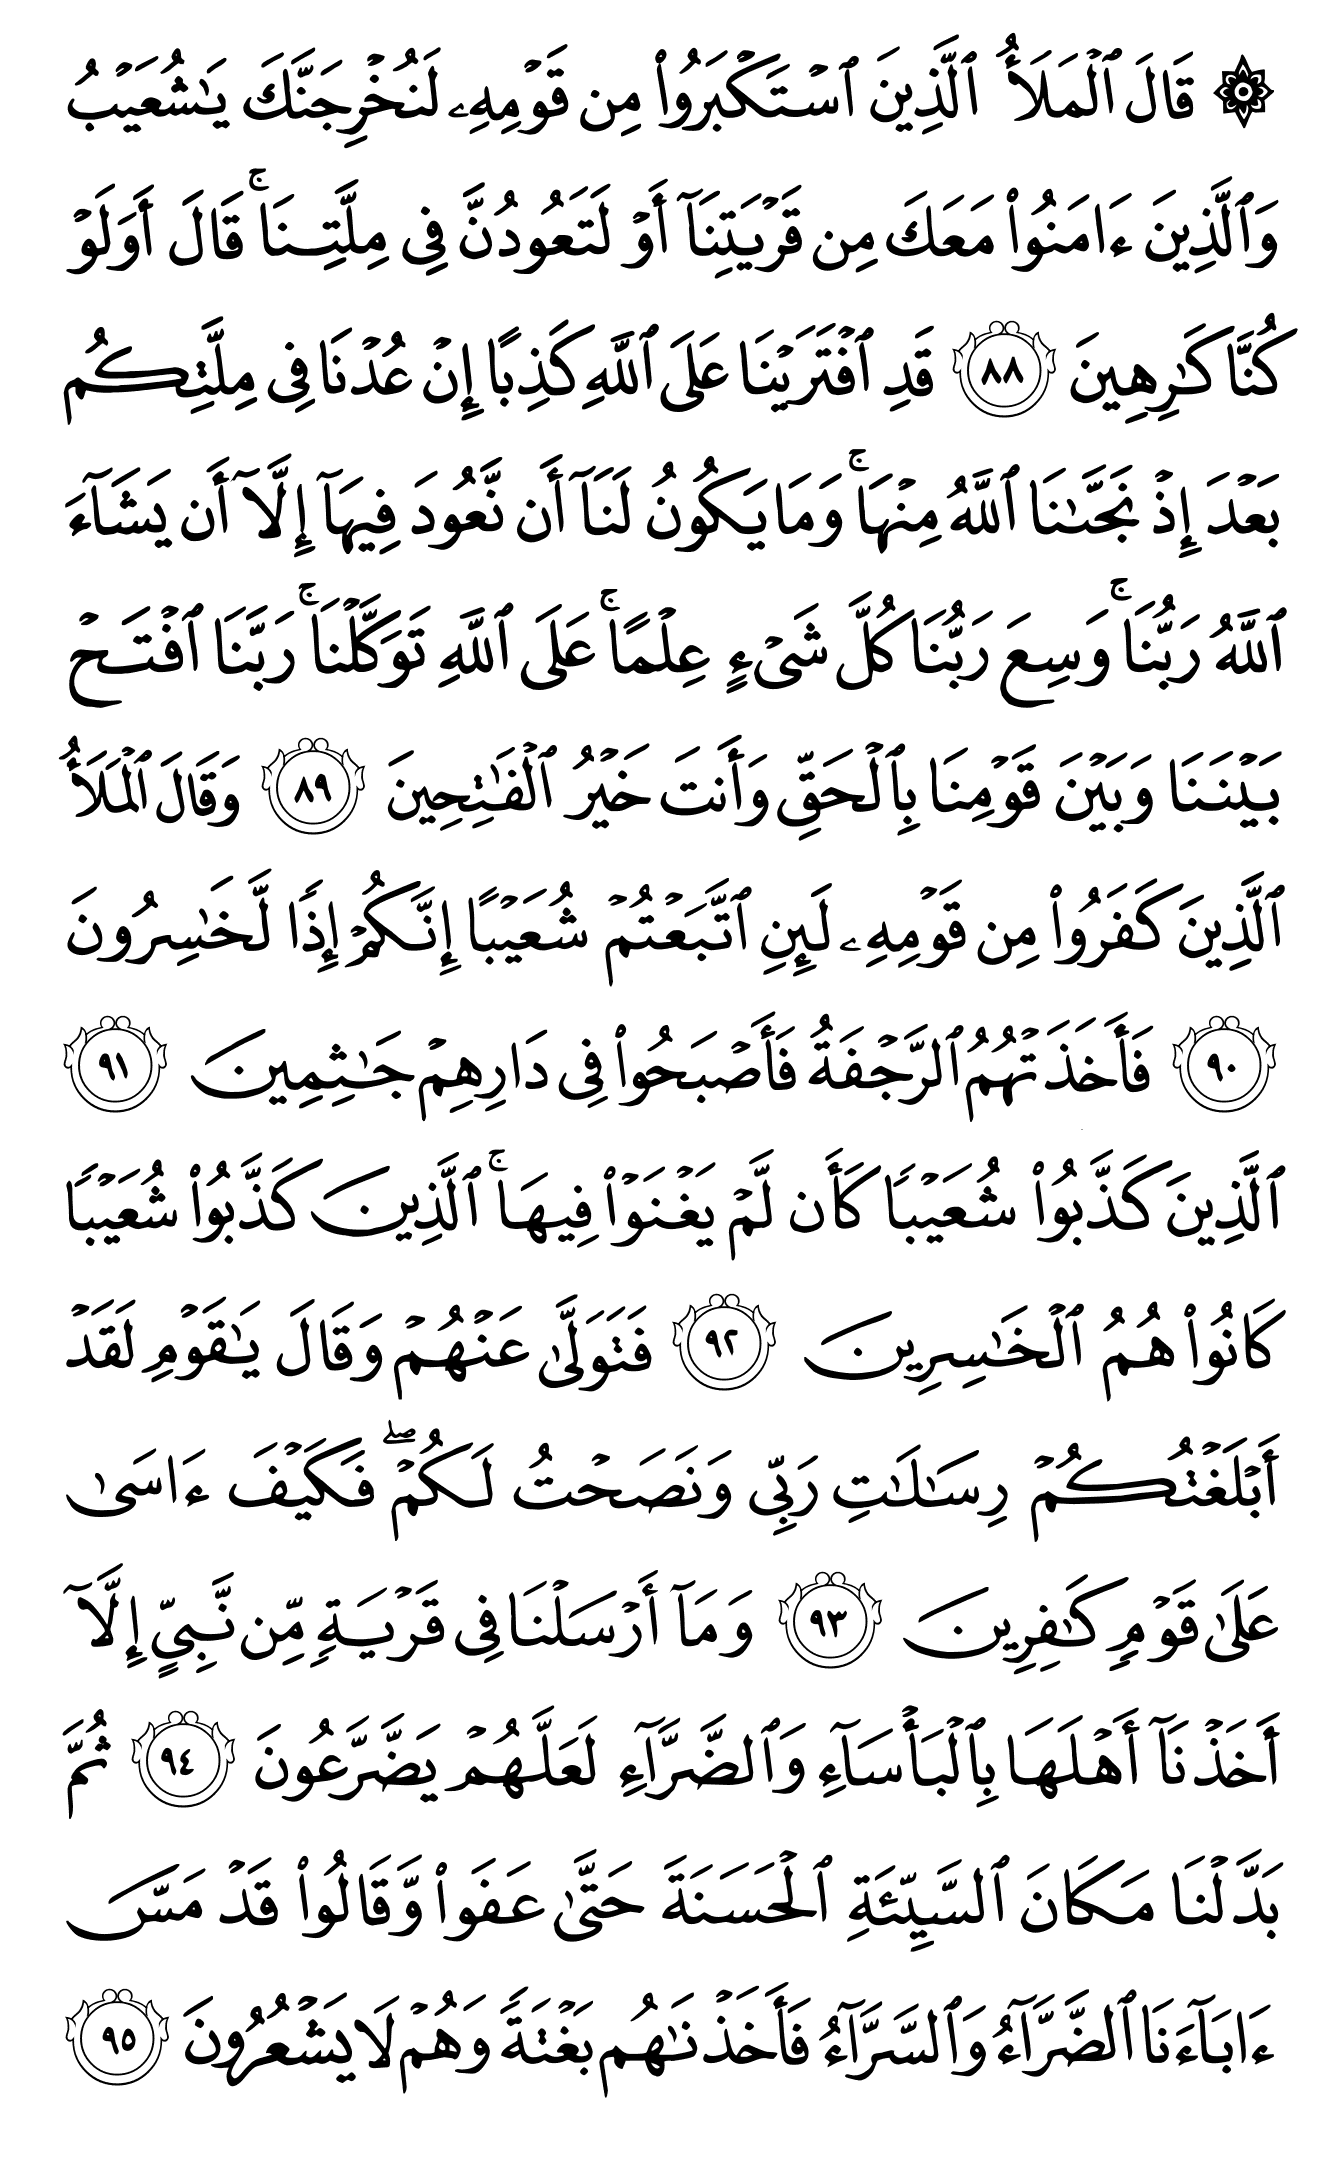 ۞ قَالَ ٱلْمَلَأُ ٱلَّذِينَ ٱسْتَكْبَرُوا۟ مِن قَوْمِهِۦ لَنُخْرِجَنَّكَ يَـٰشُعَيْبُ
وَٱلَّذِينَ ءَامَنُوا۟ مَعَكَ مِن قَرْيَتِنَآ أَوْ لَتَعُودُنَّ فِى مِلَّتِنَا ۚ قَالَ أَوَلَوْ
كُنَّا كَـٰرِهِينَ ٨٨ قَدِ ٱفْتَرَيْنَا عَلَى ٱللَّهِ كَذِبًا إِنْ عُدْنَا فِى مِلَّتِكُم
بَعْدَ إِذْ نَجَّىٰنَا ٱللَّهُ مِنْهَا ۚ وَمَا يَكُونُ لَنَآ أَن نَّعُودَ فِيهَآ إِلَّآ أَن يَشَآءَ
ٱللَّهُ رَبُّنَا ۚ وَسِعَ رَبُّنَا كُلَّ شَىْءٍ عِلْمًا ۚ عَلَى ٱللَّهِ تَوَكَّلْنَا ۚ رَبَّنَا ٱفْتَحْ
بَيْنَنَا وَبَيْنَ قَوْمِنَا بِٱلْحَقِّ وَأَنتَ خَيْرُ ٱلْفَـٰتِحِينَ ٨٩ وَقَالَ ٱلْمَلَأُ
ٱلَّذِينَ كَفَرُوا۟ مِن قَوْمِهِۦ لَئِنِ ٱتَّبَعْتُمْ شُعَيْبًا إِنَّكُمْ إِذًا لَّخَـٰسِرُونَ
٩٠ فَأَخَذَتْهُمُ ٱلرَّجْفَةُ فَأَصْبَحُوا۟ فِى دَارِهِمْ جَـٰثِمِينَ ٩١
ٱلَّذِينَ كَذَّبُوا۟ شُعَيْبًا كَأَن لَّمْ يَغْنَوْا۟ فِيهَا ۚ ٱلَّذِينَ كَذَّبُوا۟ شُعَيْبًا
كَانُوا۟ هُمُ ٱلْخَـٰسِرِينَ ٩٢ فَتَوَلَّىٰ عَنْهُمْ وَقَالَ يَـٰقَوْمِ لَقَدْ
أَبْلَغْتُكُمْ رِسَـٰلَـٰتِ رَبِّى وَنَصَحْتُ لَكُمْ ۖ فَكَيْفَ ءَاسَىٰ
عَلَىٰ قَوْمٍ كَـٰفِرِينَ ٩٣ وَمَآ أَرْسَلْنَا فِى قَرْيَةٍ مِّن نَّبِىٍّ إِلَّآ
أَخَذْنَآ أَهْلَهَا بِٱلْبَأْسَآءِ وَٱلضَّرَّآءِ لَعَلَّهُمْ يَضَّرَّعُونَ ٩٤ ثُمَّ
بَدَّلْنَا مَكَانَ ٱلسَّيِّئَةِ ٱلْحَسَنَةَ حَتَّىٰ عَفَوا۟ وَّقَالُوا۟ قَدْ مَسَّ
ءَابَآءَنَا ٱلضَّرَّآءُ وَٱلسَّرَّآءُ فَأَخَذْنَـٰهُم بَغْتَةً وَهُمْ لَا يَشْعُرُونَ ٩٥